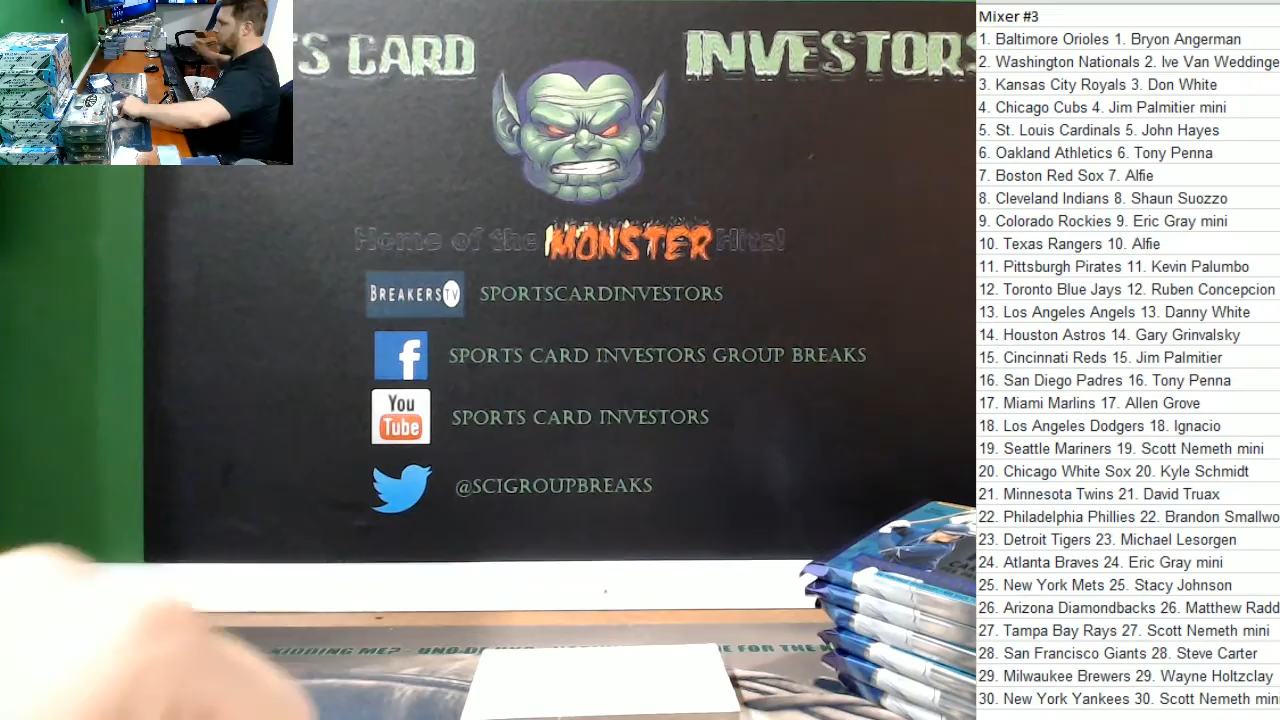 S CARD INVESTORS
Home of the MONSTER Hits!
BREAKERSTV SPORTSCARDINVESTORS
f SPORTS CARD INVESTORS GROUP BREAKS
You Tube SPORTS CARD INVESTORS
@SCIGROUPBREAKS
KIDDING ME?
Mixer #3
1. Baltimore Orioles 1. Bryon Angerman
2. Washington Nationals 2. Ive Van Weddinge
3. Kansas City Royals 3. Don White
4. Chicago Cubs 4. Jim Palmitier mini
5. St. Louis Cardinals 5. John Hayes
6. Oakland Athletics 6. Tony Penna
7. Boston Red Sox 7. Alfie
8. Cleveland Indians 8. Shaun Suozzo
9. Colorado Rockies 9. Eric Gray mini
10. Texas Rangers 10. Alfie
11. Pittsburgh Pirates 11. Kevin Palumbo
12. Toronto Blue Jays 12. Ruben Concepcion
13. Los Angeles Angels 13. Danny White
14. Houston Astros 14. Gary Grinvalsky
15. Cincinnati Reds 15. Jim Palmitier
16. San Diego Padres 16. Tony Penna
17. Miami Marlins 17. Allen Grove
18. Los Angeles Dodgers 18. Ignacio
19. Seattle Mariners 19. Scott Nemeth mini
20. Chicago White Sox 20. Kyle Schmidt
21. Minnesota Twins 21. David Truax
22. Philadelphia Phillies 22. Brandon Smallwo
23. Detroit Tigers 23. Michael Lesorgen
24. Atlanta Braves 24. Eric Gray mini
25. New York Mets 25. Stacy Johnson
26. Arizona Diamondbacks 26. Matthew Radd
27. Tampa Bay Rays 27. Scott Nemeth mini
28. San Francisco Giants 28. Steve Carter
29. Milwaukee Brewers 29. Wayne Holtzclay
30. New York Yankees 30. Scott Nemeth min